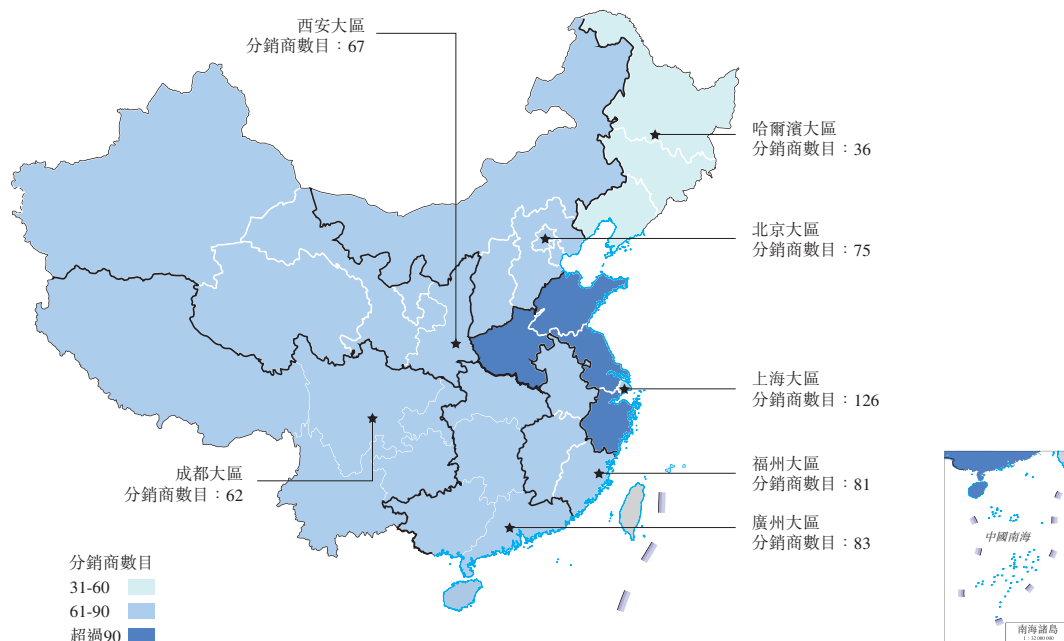 西安大區
分銷商數目：67
哈爾濱大區
分銷商數目：36
北京大區
分銷商數目：75
上海大區
分銷商數目：126
成都大區
分銷商數目：62
福州大區
分銷商數目：81
廣州大區
分銷商數目：83
分銷商數目
31-60
61-90
超過90
中國南海
南海諸島
1：32 000 000